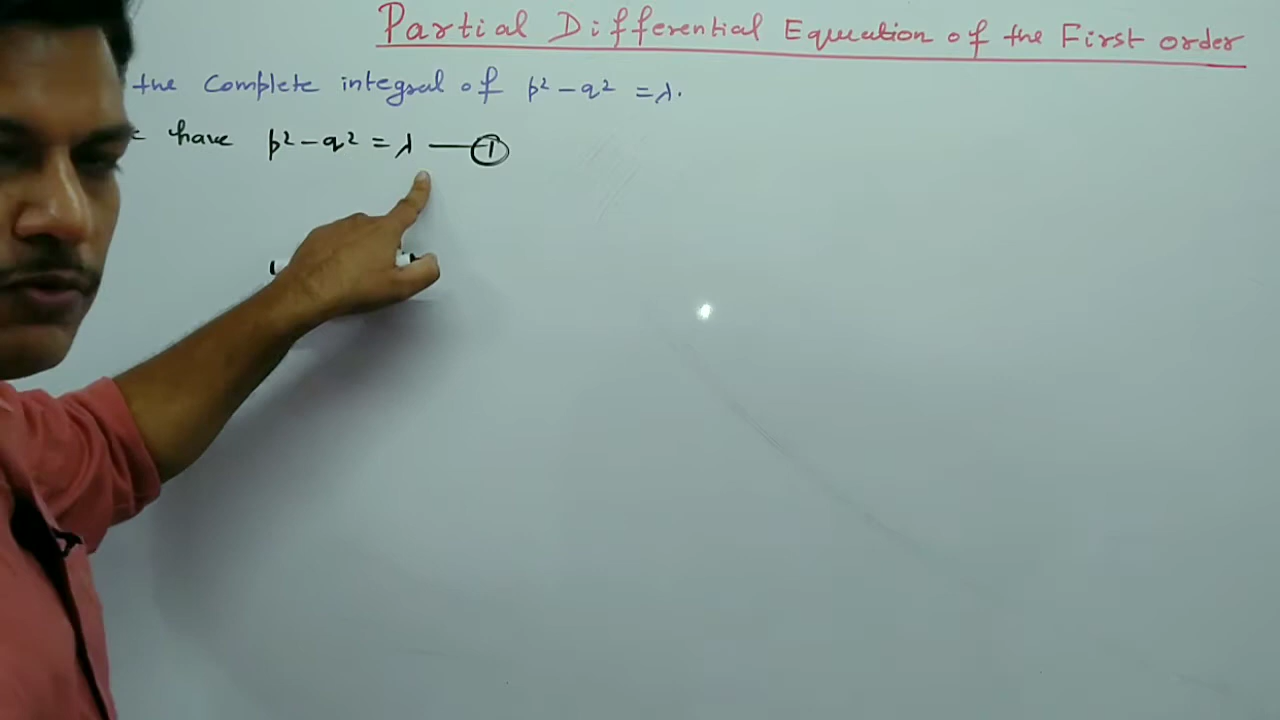 Partial Differential Equation of the First order
the Complete integral of p² - q² = λ.
have p² - q² = λ — ①